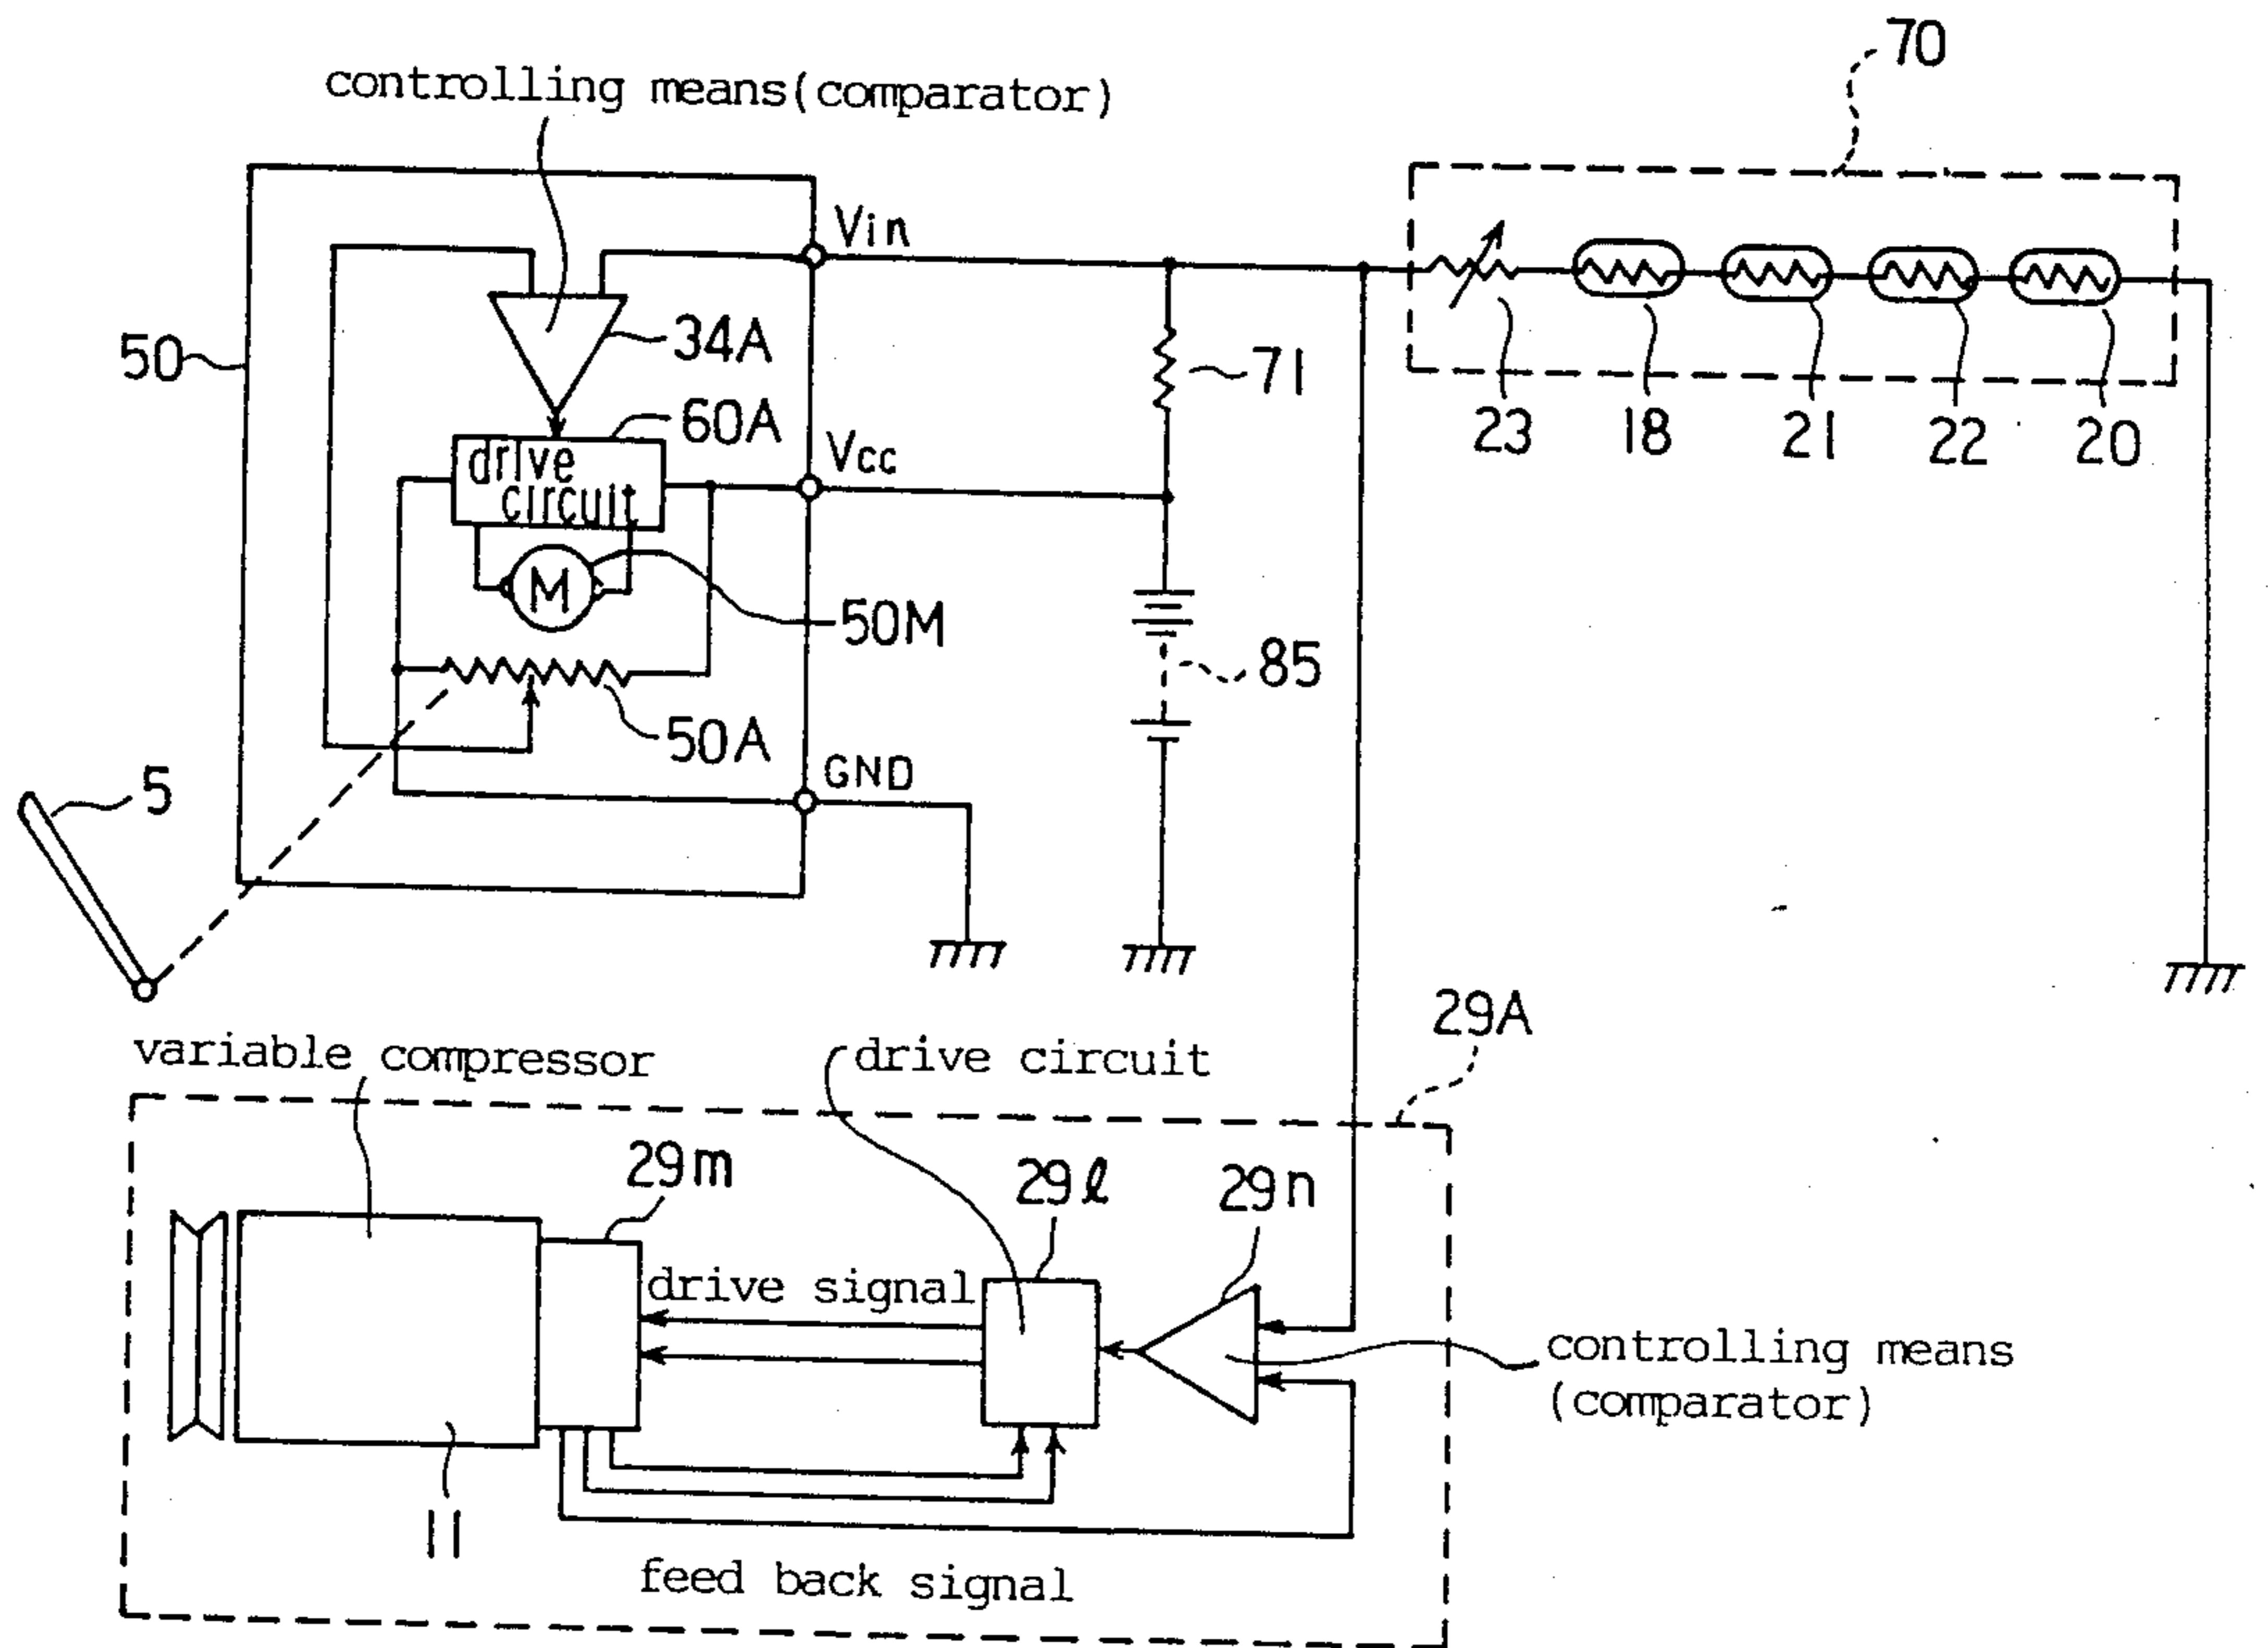 70
controlling means(comparator)
Vin
50
34A
71
60A
Vcc
23
18
21
22
20
drive
circuit
M
50M
85
50A
5
GND
29A
variable compressor
drive circuit
29m
29ℓ
29n
drive signal
controlling means
(comparator)
11
feed back signal